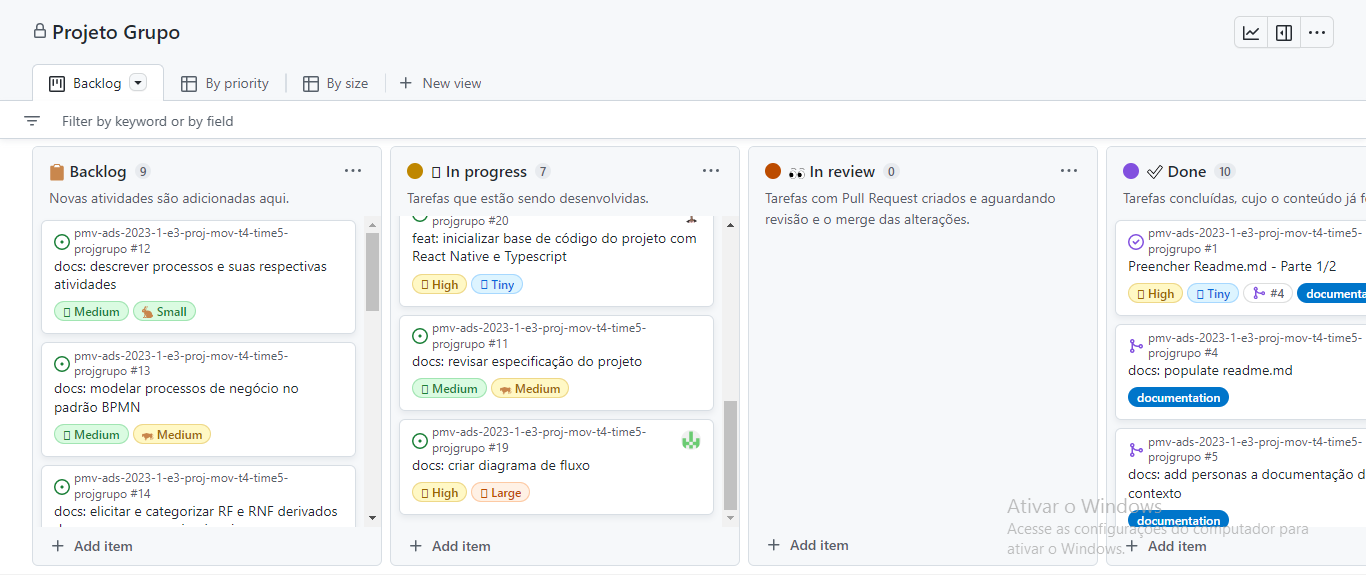 Projeto Grupo
Backlog
By priority
By size
New view
Filter by keyword or by field
Backlog 9
Novas atividades são adicionadas aqui.
pmv-ads-2023-1-e3-proj-mov-t4-time5-
projgrupo #12
docs: descrever processos e suas respectivas
atividades
Medium Small
pmv-ads-2023-1-e3-proj-mov-t4-time5-
projgrupo #13
docs: modelar processos de negócio no
padrão BPMN
Medium Medium
pmv-ads-2023-1-e3-proj-mov-t4-time5-
projgrupo #14
docs: elicitar e categorizar RF e RNF derivados
Add item
In progress 7
Tarefas que estão sendo desenvolvidas.
projgrupo #20
feat: inicializar base de código do projeto com
React Native e Typescript
High Tiny
pmv-ads-2023-1-e3-proj-mov-t4-time5-
projgrupo #11
docs: revisar especificação do projeto
Medium Medium
pmv-ads-2023-1-e3-proj-mov-t4-time5-
projgrupo #19
docs: criar diagrama de fluxo
High Large
Add item
In review 0
Tarefas com Pull Request criados e aguardando
revisão e o merge das alterações.
Add item
Done 10
Tarefas concluídas, cujo o conteúdo já f
pmv-ads-2023-1-e3-proj-mov-t4-time5-
projgrupo #1
Preencher Readme.md - Parte 1/2
High Tiny #4 documenta
pmv-ads-2023-1-e3-proj-mov-t4-time5-
projgrupo #4
docs: populate readme.md
documentation
pmv-ads-2023-1-e3-proj-mov-t4-time5-
projgrupo #5
docs: add personas a documentação d
contexto
documentation
Add item
Ativar o Windows
Acesse as configurações do computador para
ativar o Windows.